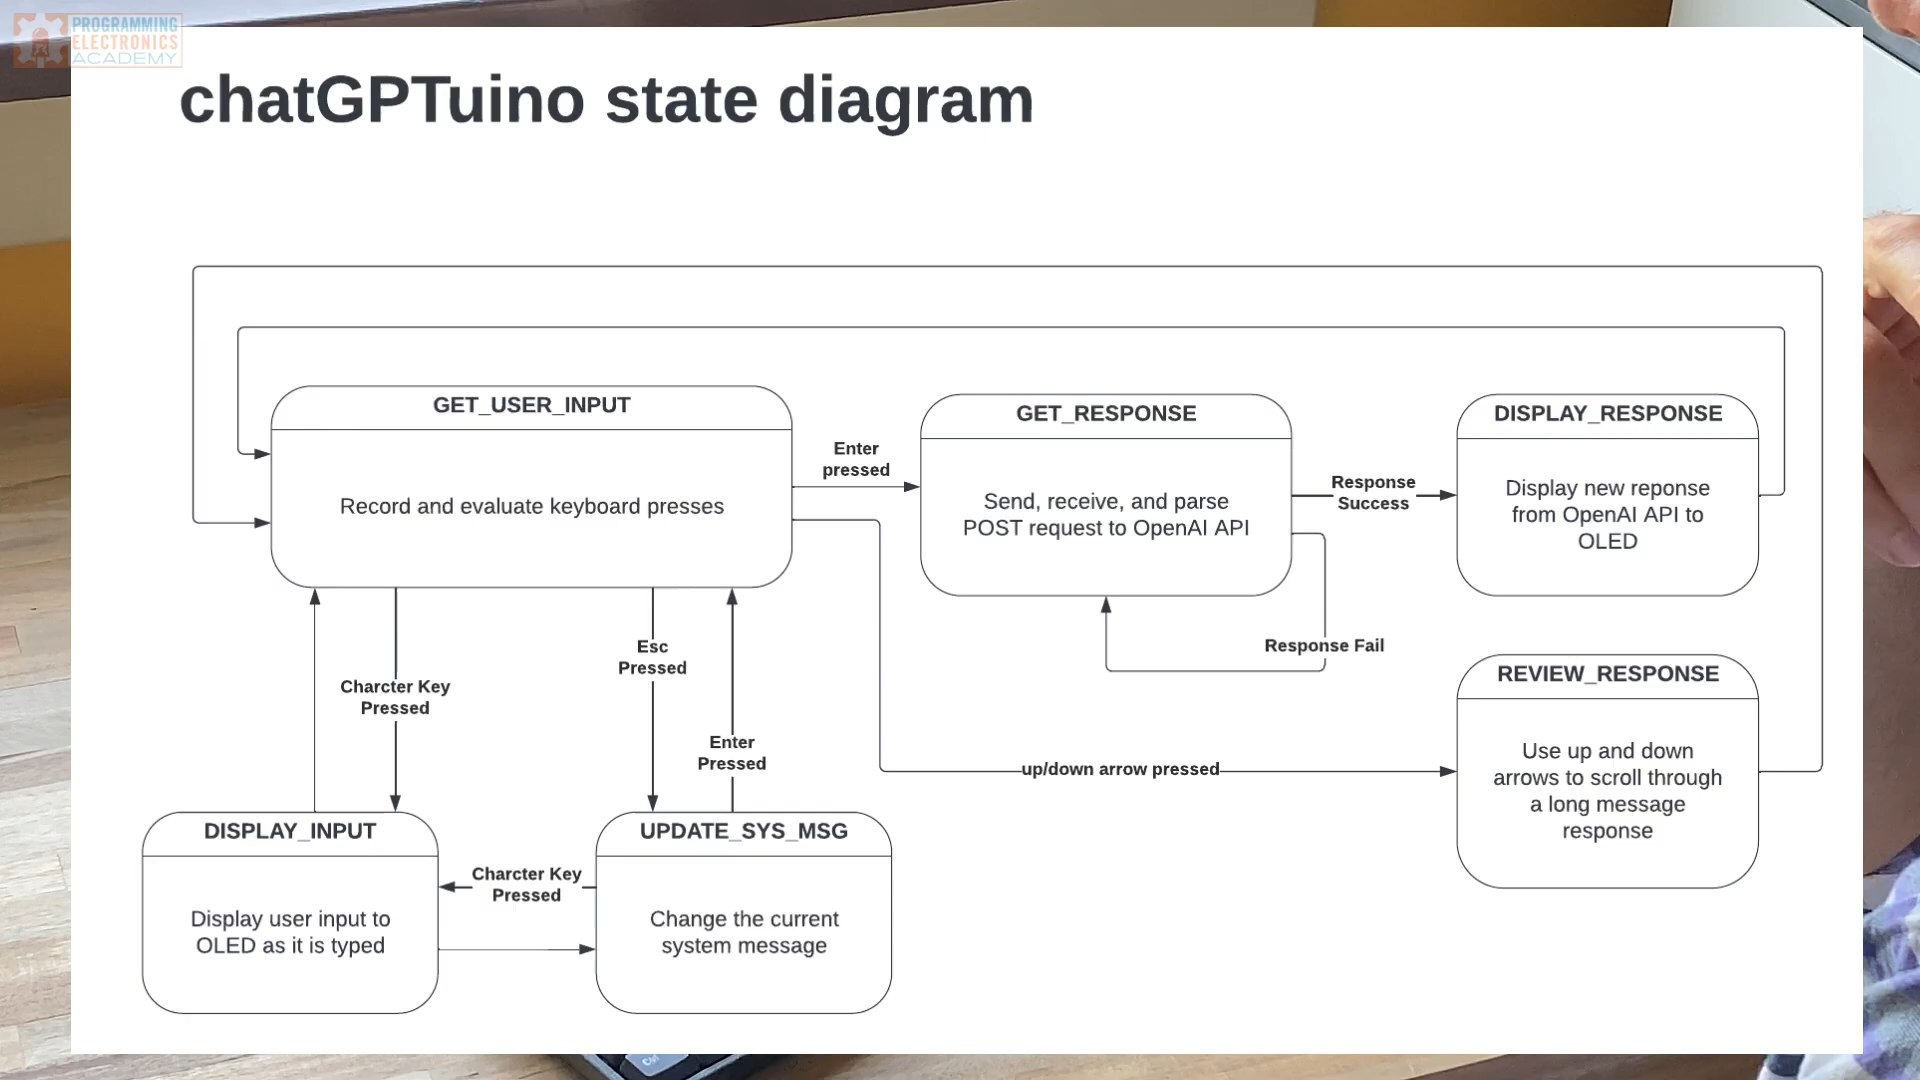 PROGRAMMING
ELECTRONICS
ACADEMY
chatGPTuino state diagram
GET_USER_INPUT
Record and evaluate keyboard presses
Enter
pressed
GET_RESPONSE
Send, receive, and parse
POST request to OpenAI API
Response
Success
DISPLAY_RESPONSE
Display new reponse
from OpenAI API to
OLED
Response Fail
Charcter Key
Pressed
Esc
Pressed
Enter
Pressed
up/down arrow pressed
REVIEW_RESPONSE
Use up and down
arrows to scroll through
a long message
response
DISPLAY_INPUT
Display user input to
OLED as it is typed
Charcter Key
Pressed
UPDATE_SYS_MSG
Change the current
system message
Ctrl